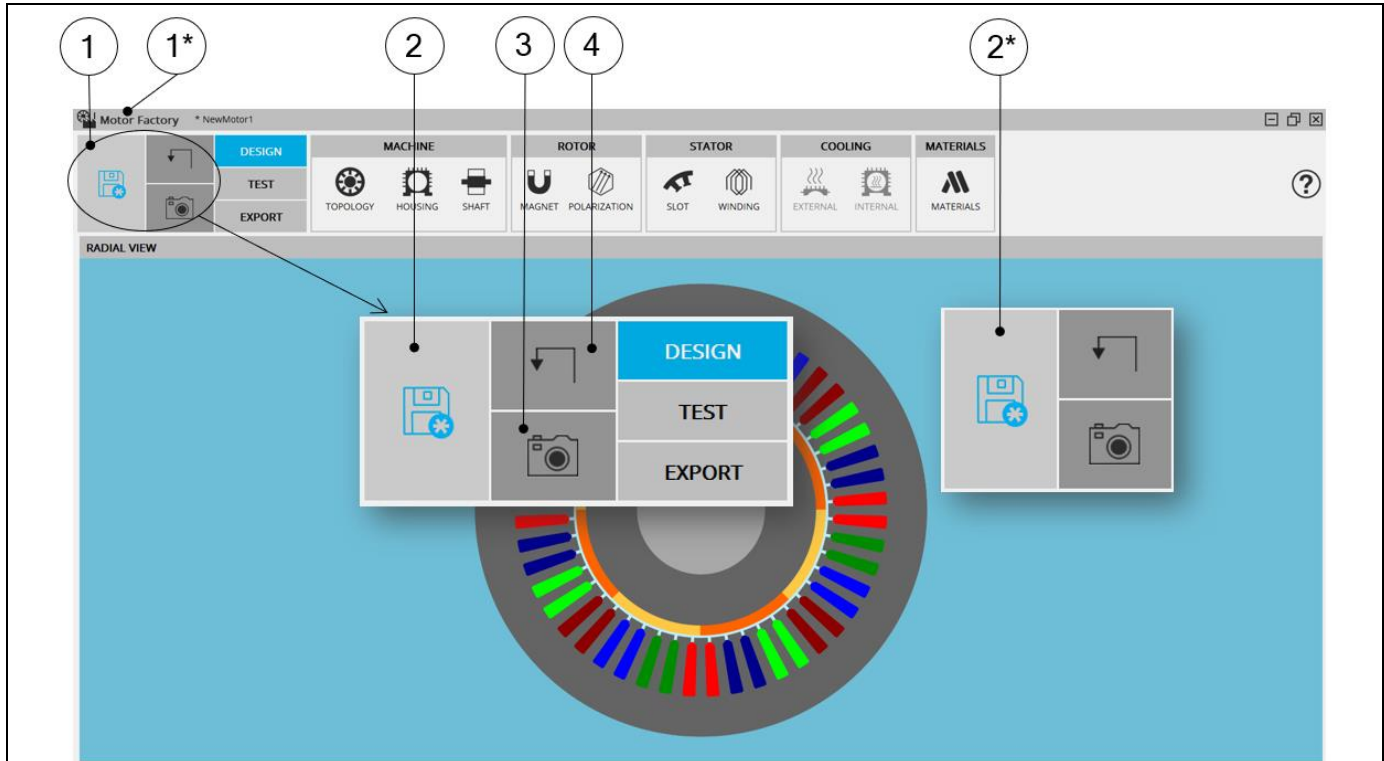 1 1* 2 3 4 2*
Motor Factory * NewMotor1
DESIGN MACHINE ROTOR STATOR COOLING MATERIALS
TEST
TOPOLOGY HOUSING SHAFT MAGNET POLARIZATION SLOT WINDING EXTERNAL INTERNAL MATERIALS
EXPORT
?
RADIAL VIEW
DESIGN
TEST
EXPORT